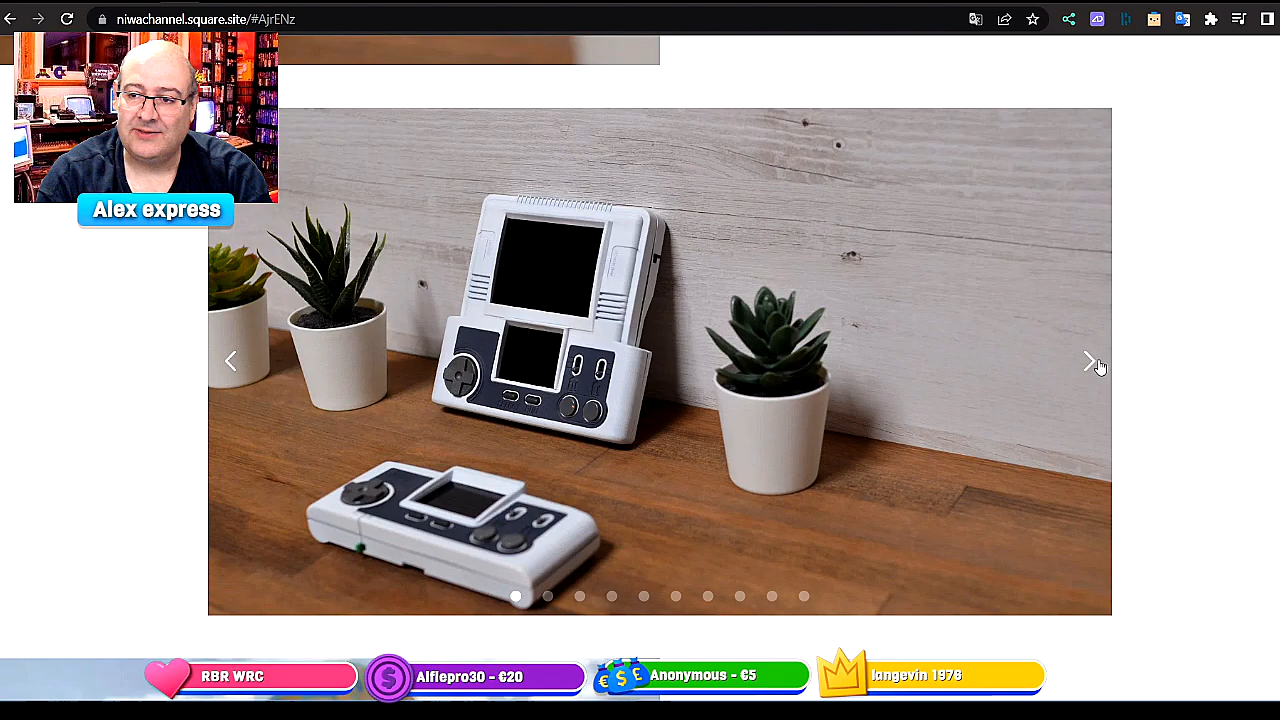 niwachannel.square.site/#AjrENz
Alex express
RBR WRC
Alfiepro30 - €20
Anonymous - €5
langevin 1976